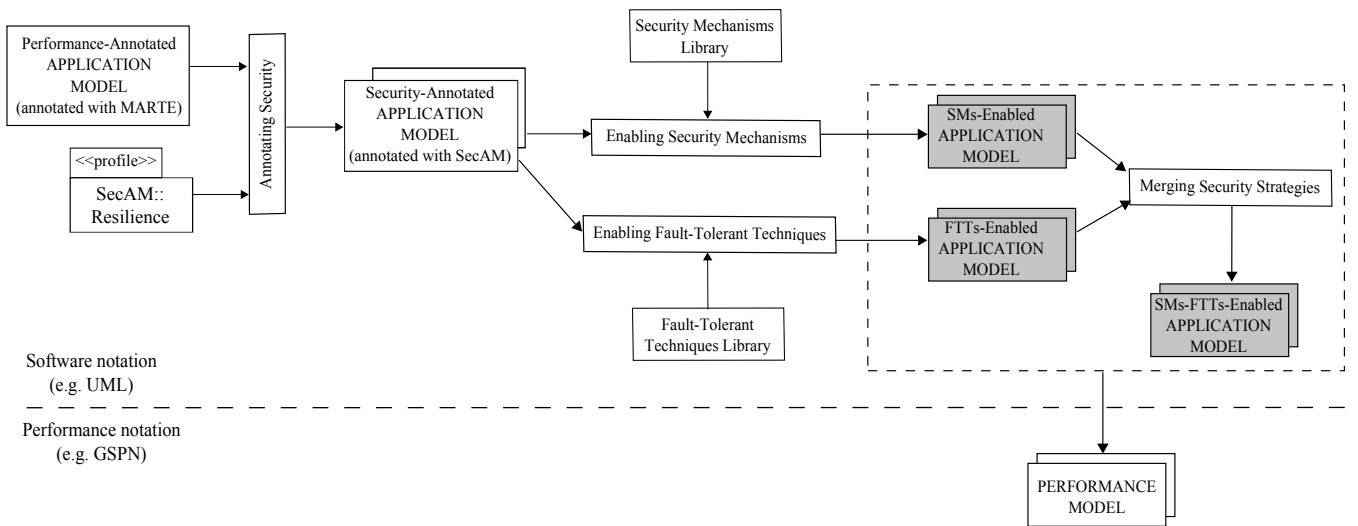 Performance-Annotated
APPLICATION
MODEL
(annotated with MARTE)
<<profile>>
SecAM::
Resilience
Annotating Security
Security-Annotated
APPLICATION
MODEL
(annotated with SecAM)
Security Mechanisms
Library
Enabling Security Mechanisms
Enabling Fault-Tolerant Techniques
Fault-Tolerant
Techniques Library
SMs-Enabled
APPLICATION
MODEL
FTTs-Enabled
APPLICATION
MODEL
Merging Security Strategies
SMs-FTTs-Enabled
APPLICATION
MODEL
Software notation
(e.g. UML)
Performance notation
(e.g. GSPN)
PERFORMANCE
MODEL